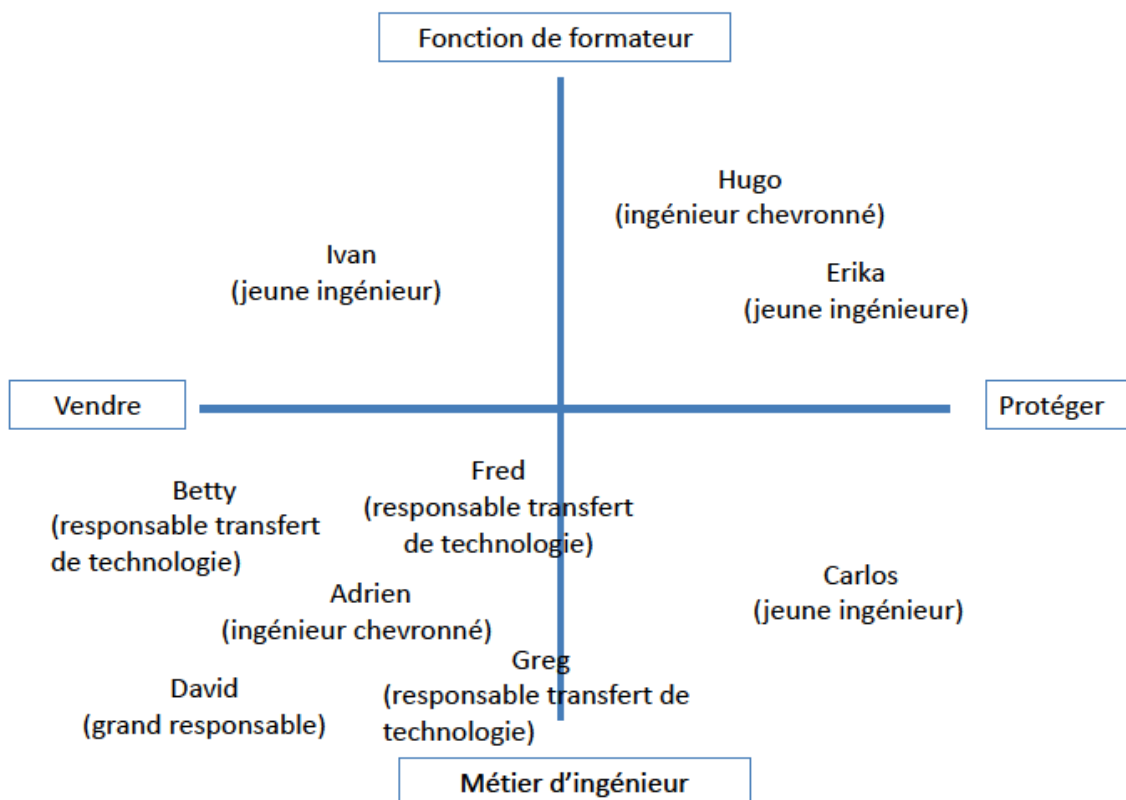 Fonction de formateur
Hugo
(ingénieur chevronné)
Ivan
(jeune ingénieur)
Erika
(jeune ingénieure)
Vendre
Protéger
Betty
(responsable transfert
de technologie)
Fred
(responsable transfert
de technologie)
Adrien
(ingénieur chevronné)
Carlos
(jeune ingénieur)
David
(grand responsable)
Greg
(responsable transfert de
technologie)
Métier d'ingénieur